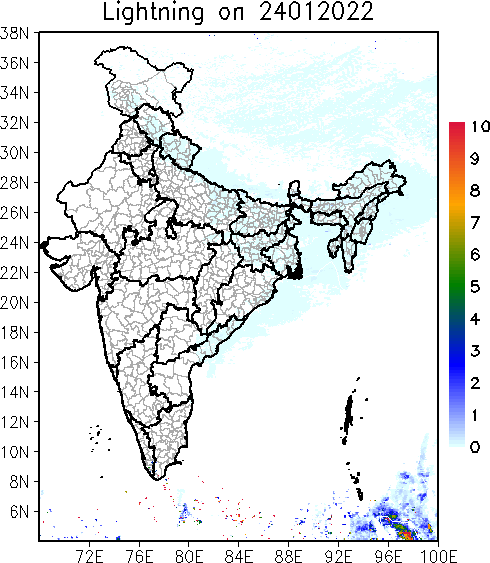 Lightning on 24012022
38N
36N
34N
32N
30N
28N
26N
24N
22N
20N
18N
16N
14N
12N
10N
8N
6N
72E 76E 80E 84E 88E 92E 96E 100E
10
9
8
7
6
5
4
3
2
1
0